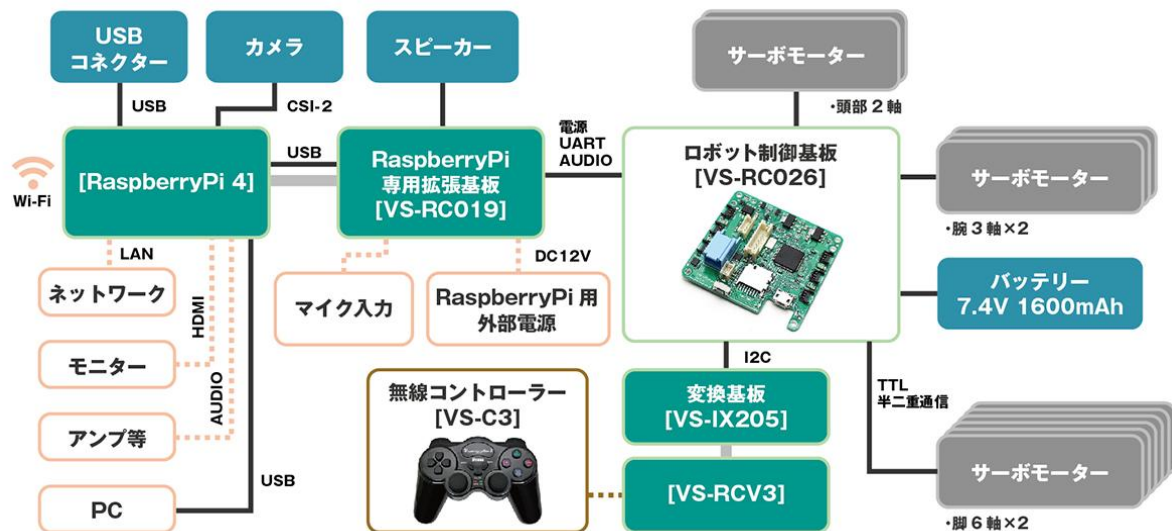 USB
コネクター
カメラ
スピーカー
サーボモーター
・頭部 2 軸
USB
CSI-2
Wi-Fi
[RaspberryPi 4]
USB
RaspberryPi
専用拡張基板
[VS-RC019]
電源
UART
AUDIO
ロボット制御基板
[VS-RC026]
サーボモーター
・腕 3 軸×2
LAN
ネットワーク
HDMI
モニター
AUDIO
アンプ等
USB
PC
マイク入力
DC12V
RaspberryPi 用
外部電源
バッテリー
7.4V 1600mAh
I2C
無線コントローラー
[VS-C3]
変換基板
[VS-IX205]
[VS-RCV3]
TTL
半二重通信
サーボモーター
・脚 6 軸×2